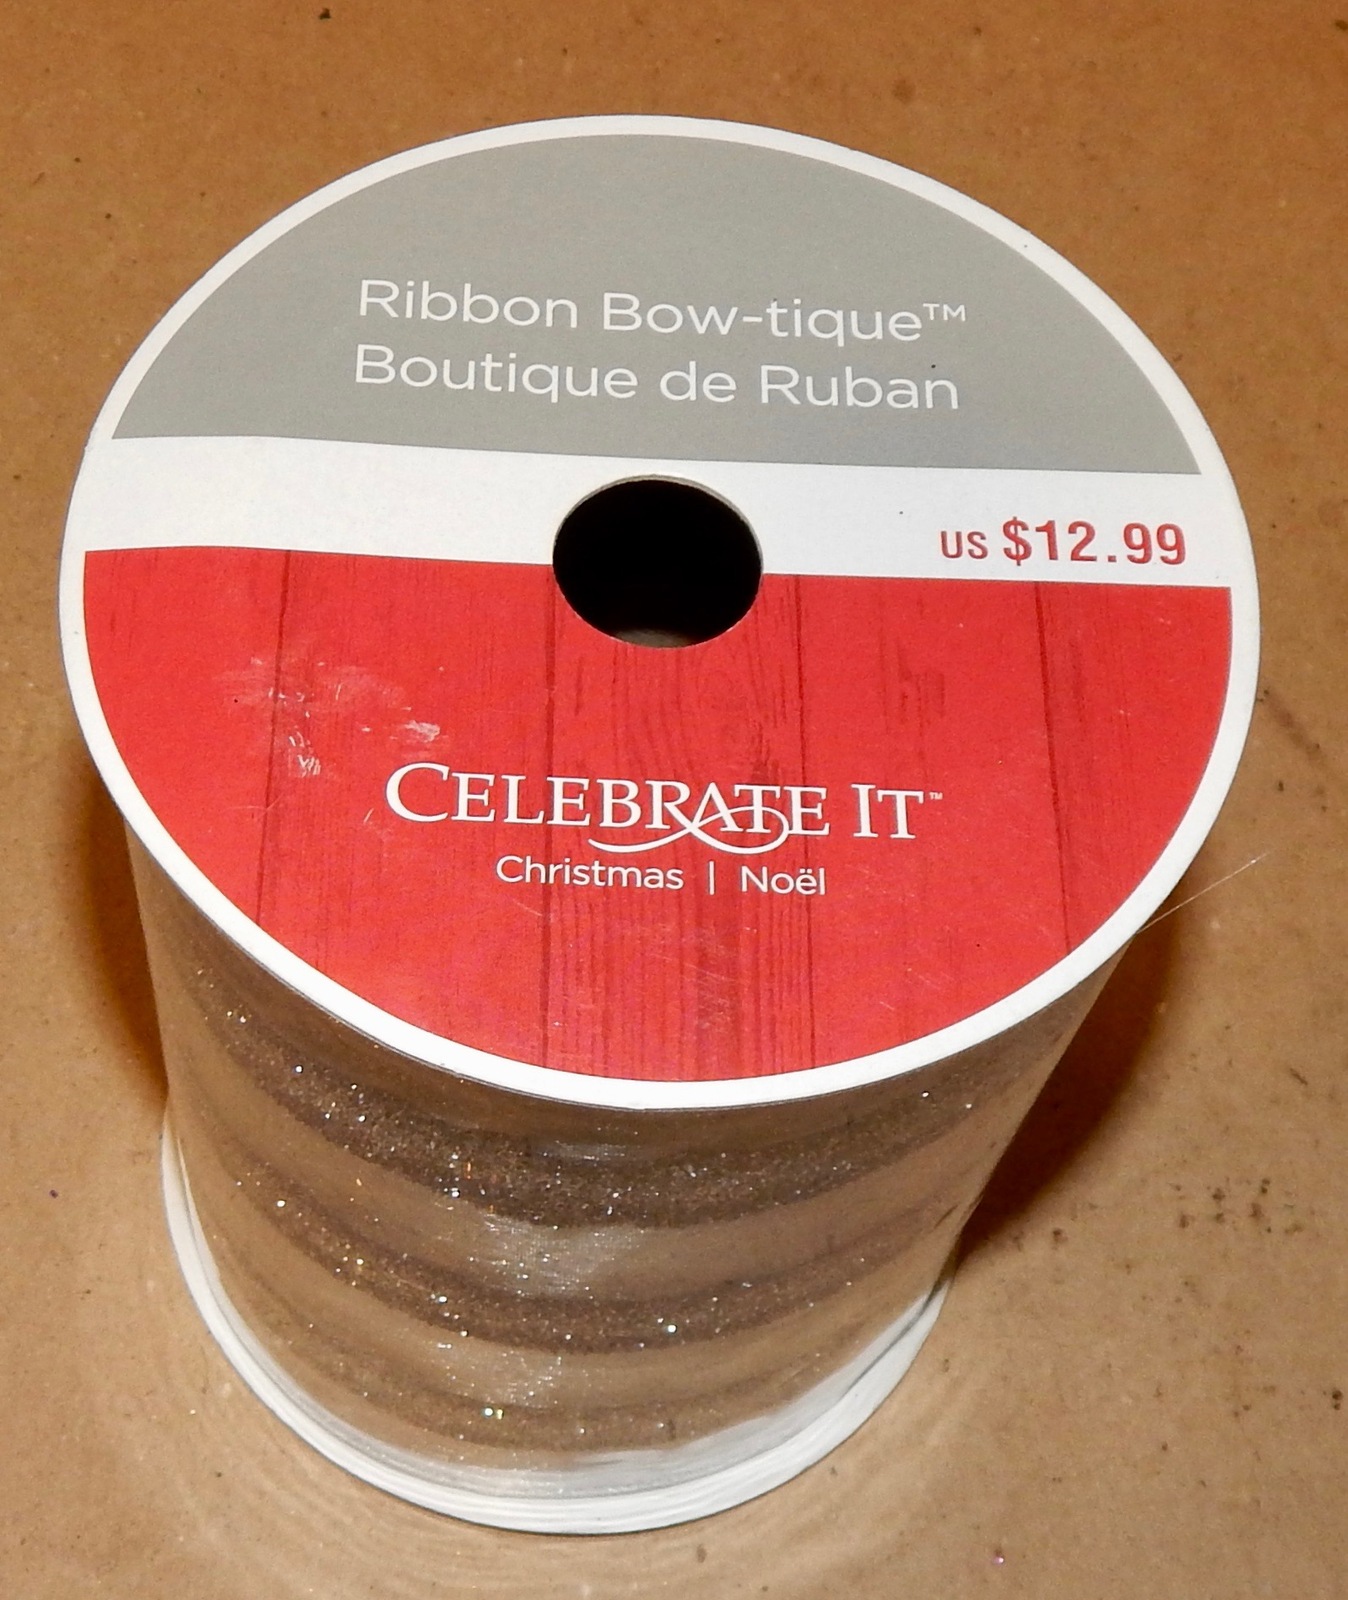 Ribbon Bow-tique™
Boutique de Ruban
US $12.99
CELEBRATE IT™
Christmas | Noël